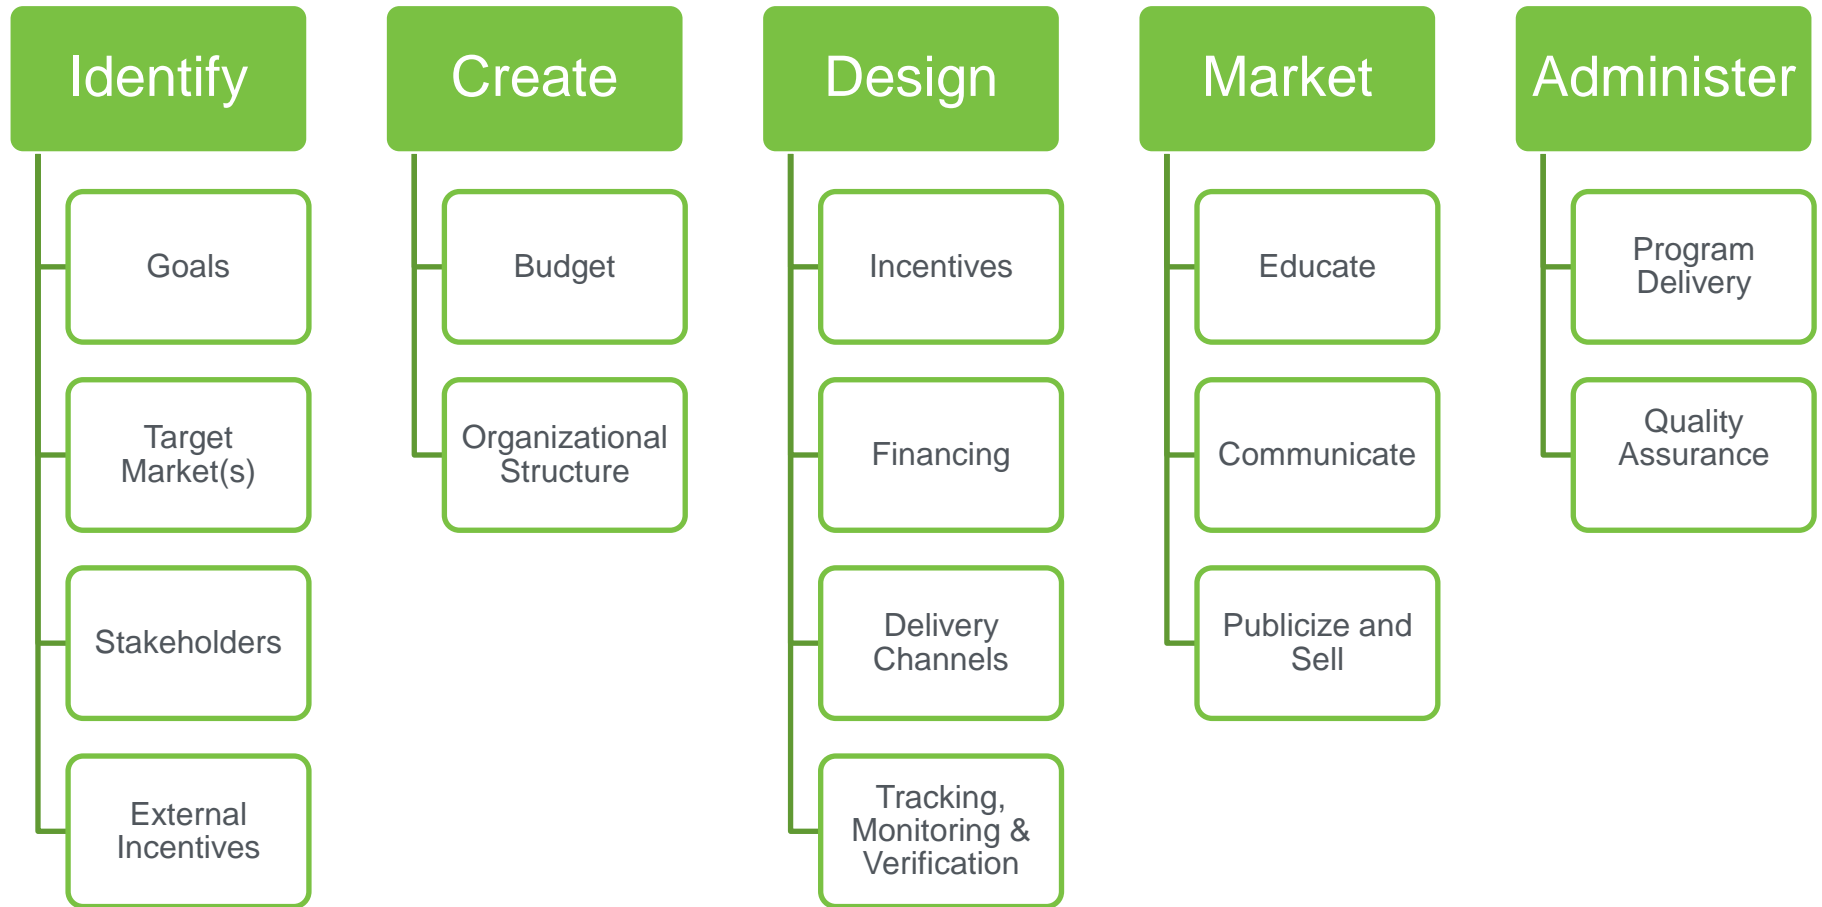 Identify
Goals
Target
Market(s)
Stakeholders
External
Incentives
Create
Budget
Organizational
Structure
Design
Incentives
Financing
Delivery
Channels
Tracking,
Monitoring &
Verification
Market
Educate
Communicate
Publicize and
Sell
Administer
Program
Delivery
Quality
Assurance